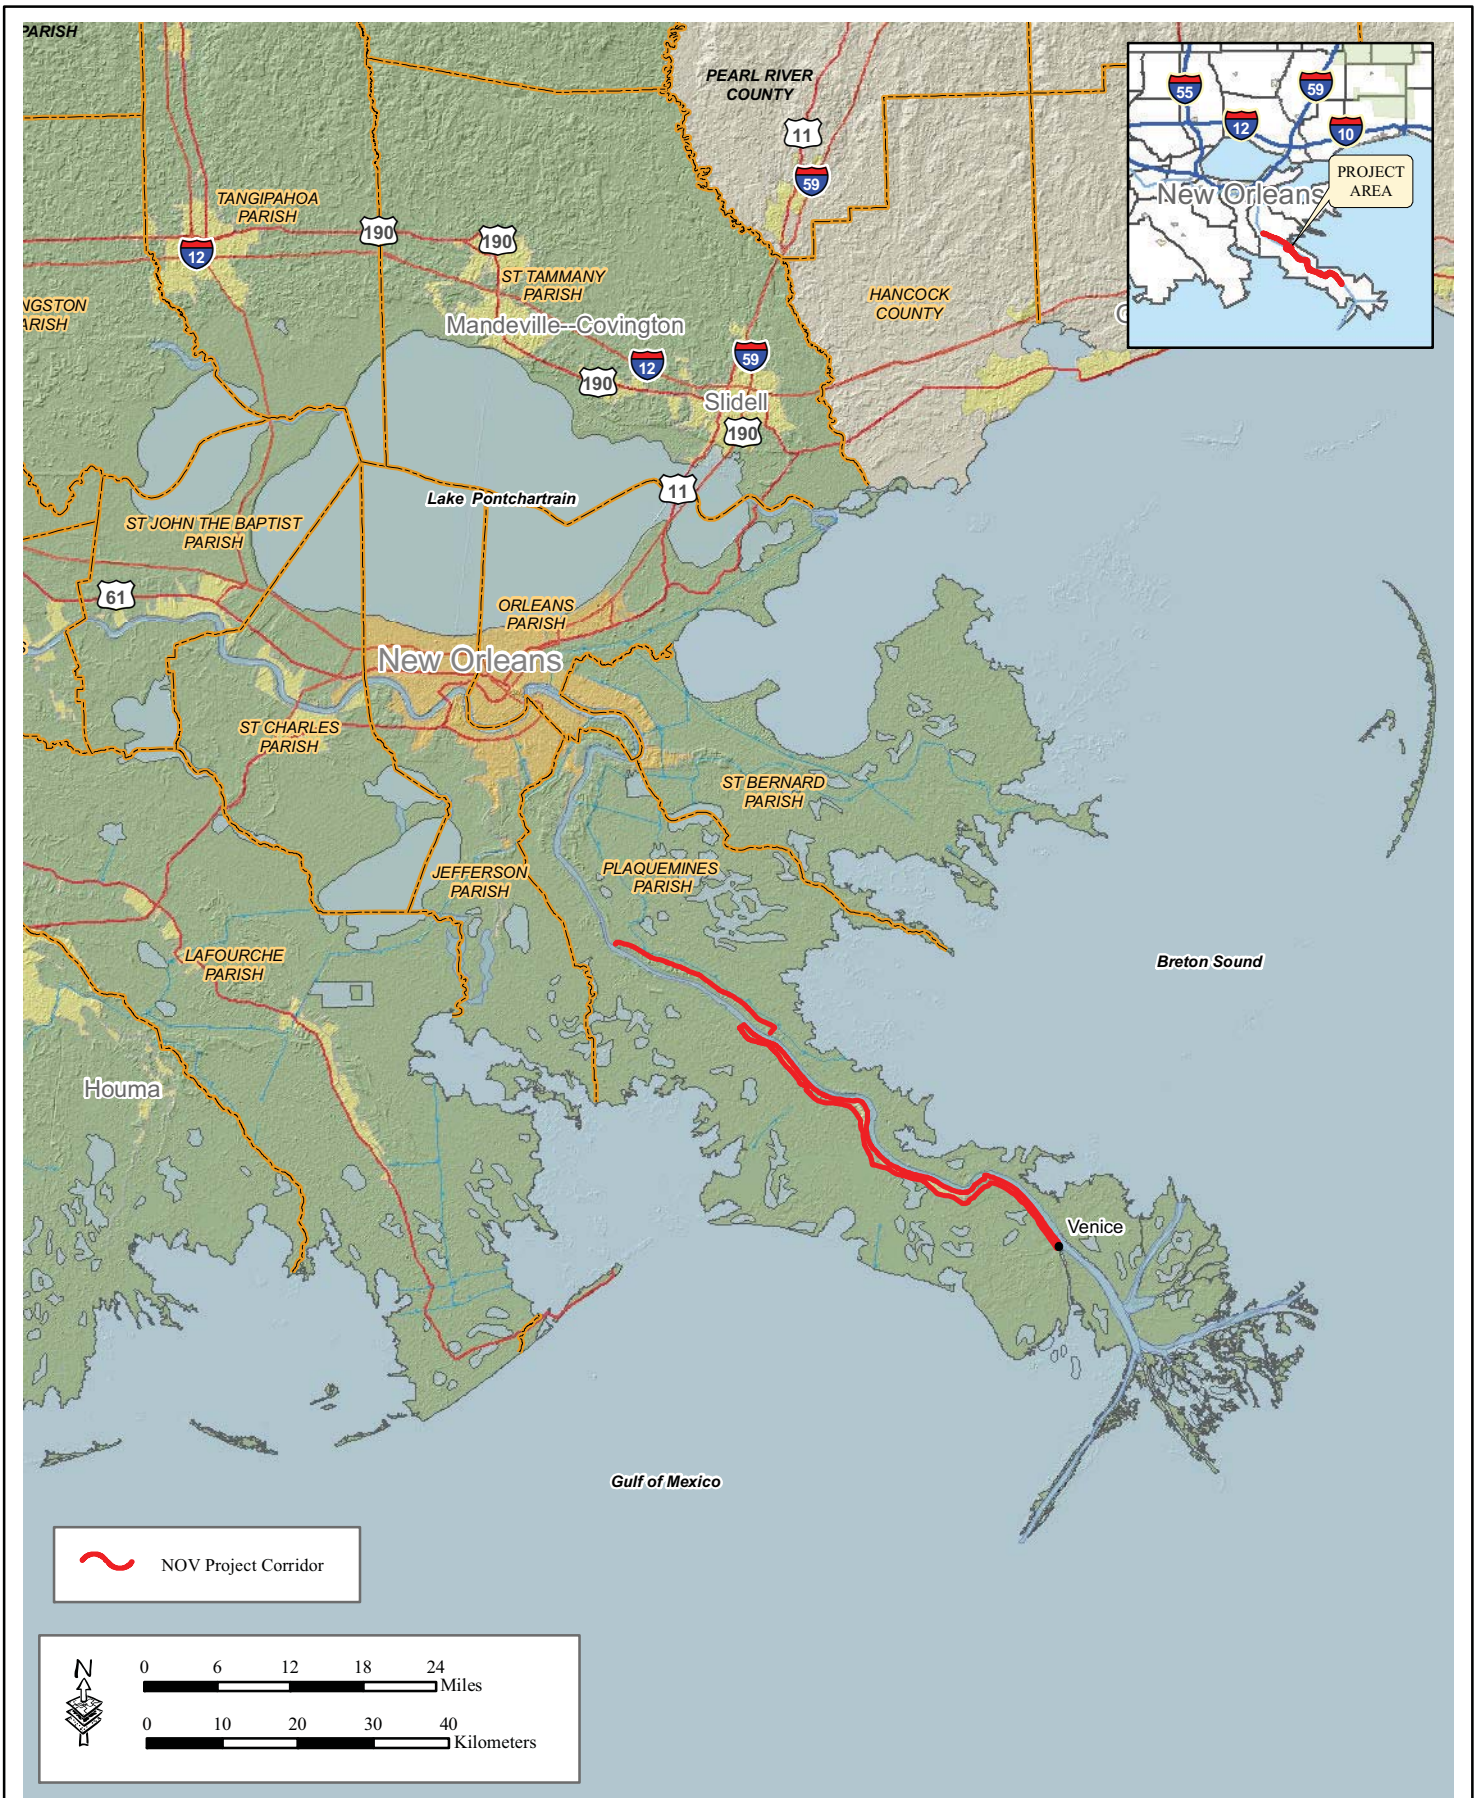 PARISH
PEARL RIVER
COUNTY
11
59
55
59
12
10
PROJECT
AREA
New Orleans
TANGIPAHOA
PARISH
190
190
12
ST TAMMANY
PARISH
HANCOCK
COUNTY
NGSTON
ARISH
Mandeville--Covington
12
59
190
Slidell
190
11
Lake Pontchartrain
ST JOHN THE BAPTIST
PARISH
61
ORLEANS
PARISH
New Orleans
ST CHARLES
PARISH
ST BERNARD
PARISH
JEFFERSON
PARISH
PLAQUEMINES
PARISH
LAFOURCHE
PARISH
Breton Sound
Houma
Venice
Gulf of Mexico
NOV Project Corridor
N
0 6 12 18 24
Miles
0 10 20 30 40
Kilometers